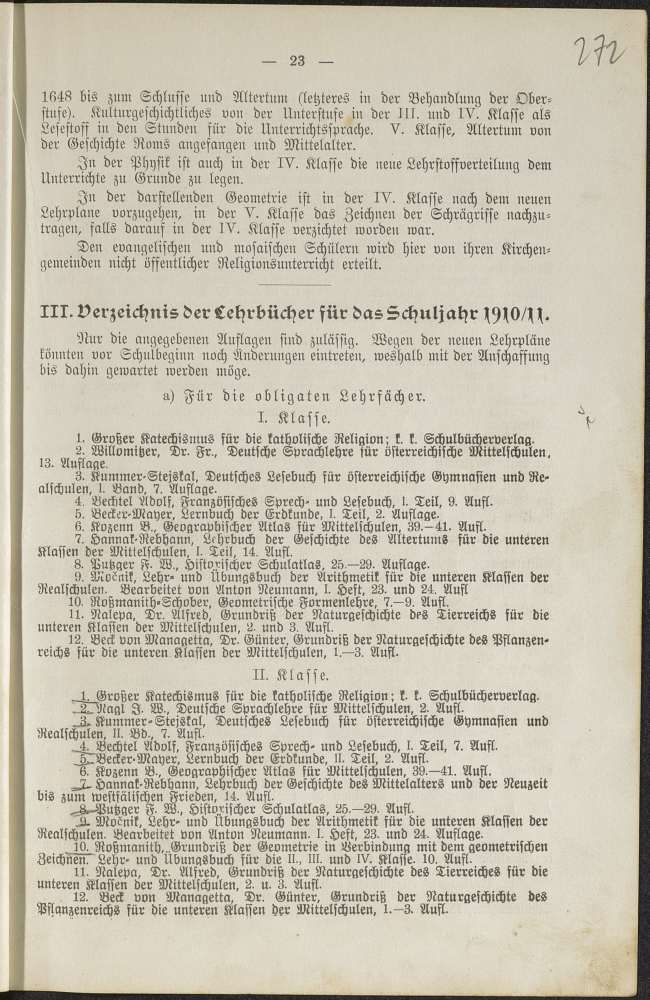 — 23 —
272
1648 bis zum Schlusse und Altertum (letzteres in der Behandlung der Ober-
stufe). Kulturgeschichtliches von der Unterstufe in der III. und IV. Klasse als
Lesestoff in den Stunden für die Unterrichtssprache. V. Klasse, Altertum von
der Geschichte Roms angefangen und Mittelalter.
In der Physik ist auch in der IV. Klasse die neue Lehrstoffverteilung dem
Unterrichte zu Grunde zu legen.
In der darstellenden Geometrie ist in der IV. Klasse nach dem neuen
Lehrplane vorzugehen, in der V. Klasse das Zeichnen der Schrägrisse nachzu-
tragen, falls darauf in der IV. Klasse verzichtet worden war.
Den evangelischen und mosaischen Schülern wird hier von ihren Kirchen-
gemeinden nicht öffentlicher Religionsunterricht erteilt.
III. Verzeichnis der Lehrbücher für das Schuljahr 1910/11.
Nur die angegebenen Auflagen sind zulässig. Wegen der neuen Lehrpläne
könnten vor Schulbeginn noch Änderungen eintreten, weshalb mit der Anschaffung
bis dahin gewartet werden möge.
a) Für die obligaten Lehrfächer.
I. Klasse.
1. Großer Katechismus für die katholische Religion; k. k. Schulbücherverlag.
2. Willomitzer, Dr. Fr., Deutsche Sprachlehre für österreichische Mittelschulen,
13. Auflage.
3. Kummer-Stejskal, Deutsches Lesebuch für österreichische Gymnasien und Re-
alschulen, I. Band, 7. Auflage.
4. Bechtel Adolf, Französisches Sprech- und Lesebuch, I. Teil, 9. Aufl.
5. Becker-Mayer, Lernbuch der Erdkunde, I. Teil, 2. Auflage.
6. Kozenn B., Geographischer Atlas für Mittelschulen, 39.—41. Aufl.
7. Hannak-Rebhann, Lehrbuch der Geschichte des Altertums für die unteren
Klassen der Mittelschulen, I. Teil, 14. Aufl.
8. Putzger F. W., Historischer Schulatlas, 25.—29. Auflage.
9. Močnik, Lehr- und Übungsbuch der Arithmetik für die unteren Klassen der
Realschulen. Bearbeitet von Anton Neumann, I. Heft, 23. und 24. Aufl
10. Roßmanith-Schober, Geometrische Formenlehre, 7.—9. Aufl.
11. Nalepa, Dr. Alfred, Grundriß der Naturgeschichte des Tierreichs für die
unteren Klassen der Mittelschulen, 2. und 3. Aufl.
12. Beck von Managetta, Dr. Günter, Grundriß der Naturgeschichte des Pflanzen-
reichs für die unteren Klassen der Mittelschulen, 1.—3. Aufl.
II. Klasse.
1. Großer Katechismus für die katholische Religion; k. k. Schulbücherverlag.
2. Nagl J. W., Deutsche Sprachlehre für Mittelschulen, 2. Aufl.
3. Kummer-Stejskal, Deutsches Lesebuch für österreichische Gymnasien und
Realschulen, II. Bd., 7. Aufl.
4. Bechtel Adolf, Französisches Sprech- und Lesebuch, I. Teil, 7. Aufl.
5. Becker-Mayer, Lernbuch der Erdkunde, II. Teil, 2. Aufl.
6. Kozenn B., Geographischer Atlas für Mittelschulen, 39.—41. Aufl.
7. Hannak-Rebhann, Lehrbuch der Geschichte des Mittelalters und der Neuzeit
bis zum westfälischen Frieden, 14. Aufl.
8. Putzger F. W., Historischer Schulatlas, 25.—29. Aufl.
9. Močnik, Lehr- und Übungsbuch der Arithmetik für die unteren Klassen der
Realschulen. Bearbeitet von Anton Neumann. I. Heft, 23. und 24. Auflage.
10. Roßmanith, Grundriß der Geometrie in Verbindung mit dem geometrischen
Zeichnen. Lehr- und Übungsbuch für die II., III. und IV. Klasse. 10. Aufl.
11. Nalepa, Dr. Alfred, Grundriß der Naturgeschichte des Tierreiches für die
unteren Klassen der Mittelschulen, 2. u. 3. Aufl.
12. Beck von Managetta, Dr. Günter, Grundriß der Naturgeschichte des
Pflanzenreichs für die unteren Klassen der Mittelschulen, 1.—3. Aufl.